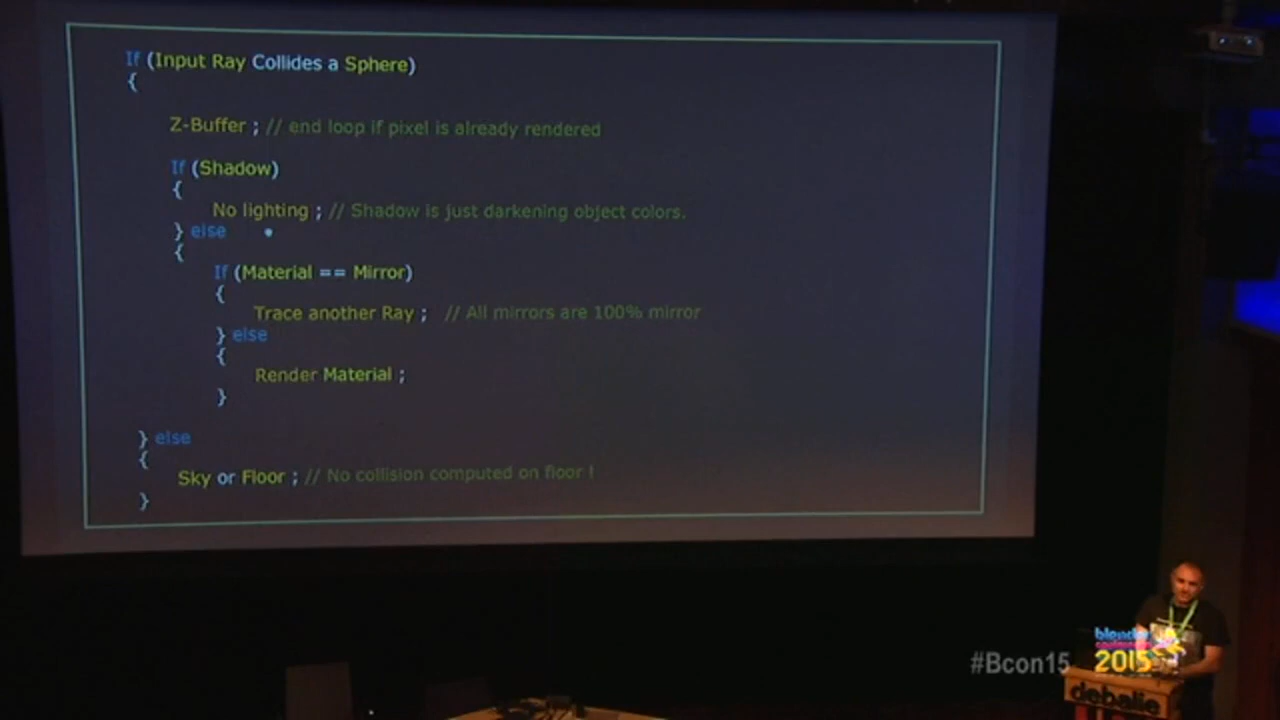 If (Input Ray Collides a Sphere)
{
Z-Buffer ; // end loop if pixel is already rendered
If (Shadow)
{
No lighting ; // Shadow is just darkening object colors.
} else
{
If (Material == Mirror)
{
Trace another Ray ; // All mirrors are 100% mirror
} else
{
Render Material ;
}
} else
{
Sky or Floor ; // No collision computed on floor !
}
#Bcon15
blender
conference
2015
debalie